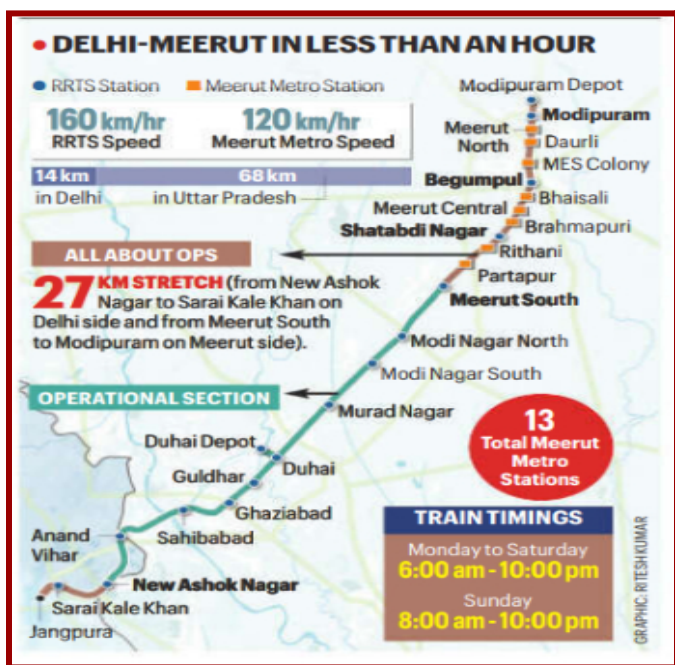 DELHI-MEERUT IN LESS THAN AN HOUR
RRTS Station
Meerut Metro Station
160 km/hr
RRTS Speed
120 km/hr
Meerut Metro Speed
14 km
in Delhi
68 km
in Uttar Pradesh
ALL ABOUT OPS
27 KM STRETCH (from New Ashok
Nagar to Sarai Kale Khan on
Delhi side and from Meerut South
to Modipuram on Meerut side).
OPERATIONAL SECTION
Modipuram Depot
Modipuram
Meerut
North
Daurli
MES Colony
Begumpul
Bhaisali
Meerut Central
Brahmapuri
Shatabdi Nagar
Rithani
Partapur
Meerut South
Modi Nagar North
Modi Nagar South
Murad Nagar
Duhai Depot
Duhai
Guldhar
Ghaziabad
Sahibabad
Anand
Vihar
New Ashok Nagar
Sarai Kale Khan
Jangpura
13
Total Meerut
Metro
Stations
TRAIN TIMINGS
Monday to Saturday
6:00 am - 10:00 pm
Sunday
8:00 am - 10:00 pm
GRAPHIC: RITESH KUMAR